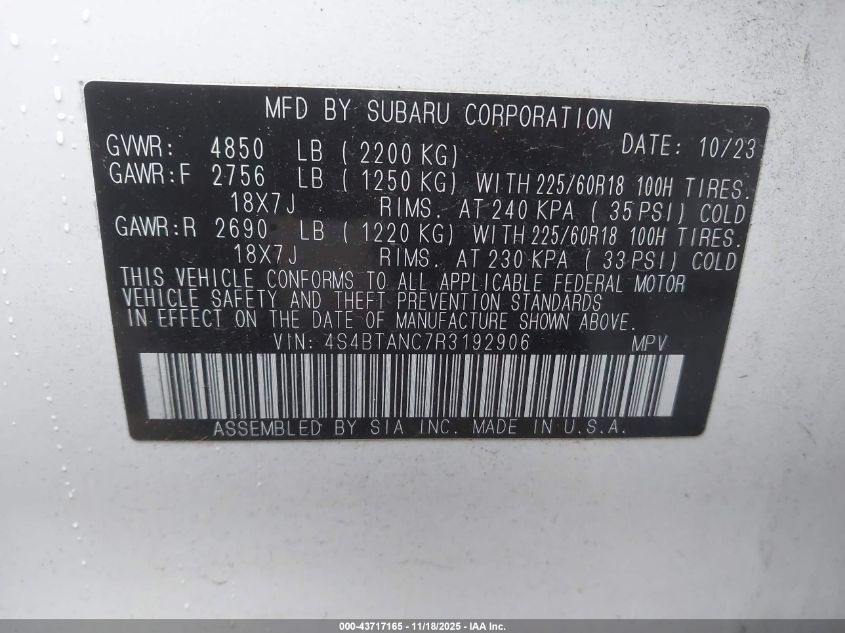 MFD BY SUBARU CORPORATION
GVWR: 4850 LB ( 2200 KG) DATE: 10/23
GAWR:F 2756 LB ( 1250 KG) WITH 225/60R18 100H TIRES.
18X7J RIMS. AT 240 KPA ( 35 PSI) COLD
GAWR:R 2690 LB ( 1220 KG) WITH 225/60R18 100H TIRES.
18X7J RIMS. AT 230 KPA ( 33 PSI) COLD
THIS VEHICLE CONFORMS TO ALL APPLICABLE FEDERAL MOTOR
VEHICLE SAFETY AND THEFT PREVENTION STANDARDS
IN EFFECT ON THE DATE OF MANUFACTURE SHOWN ABOVE.
VIN: 4S4BTANC7R3192906 MPV
ASSEMBLED BY SIA INC. MADE IN U.S.A.
000-43717165 - 11/18/2025 - IAA Inc.